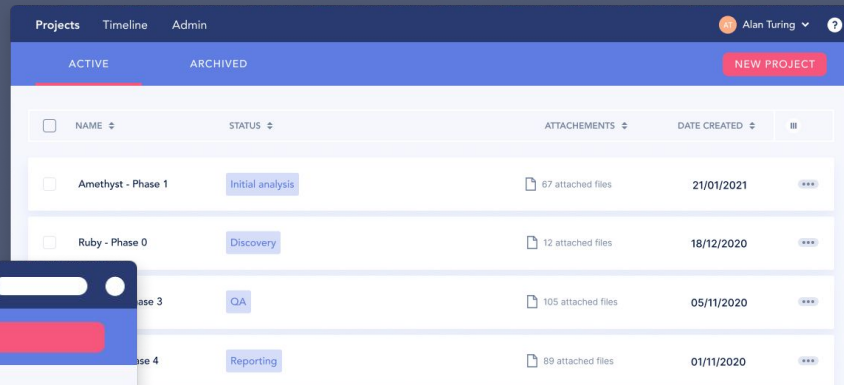 Projects Timeline Admin AT Alan Turing ?
ACTIVE ARCHIVED NEW PROJECT
NAME STATUS ATTACHEMENTS DATE CREATED
Amethyst - Phase 1 Initial analysis 67 attached files 21/01/2021
Ruby - Phase 0 Discovery 12 attached files 18/12/2020
ase 3 QA 105 attached files 05/11/2020
ase 4 Reporting 89 attached files 01/11/2020